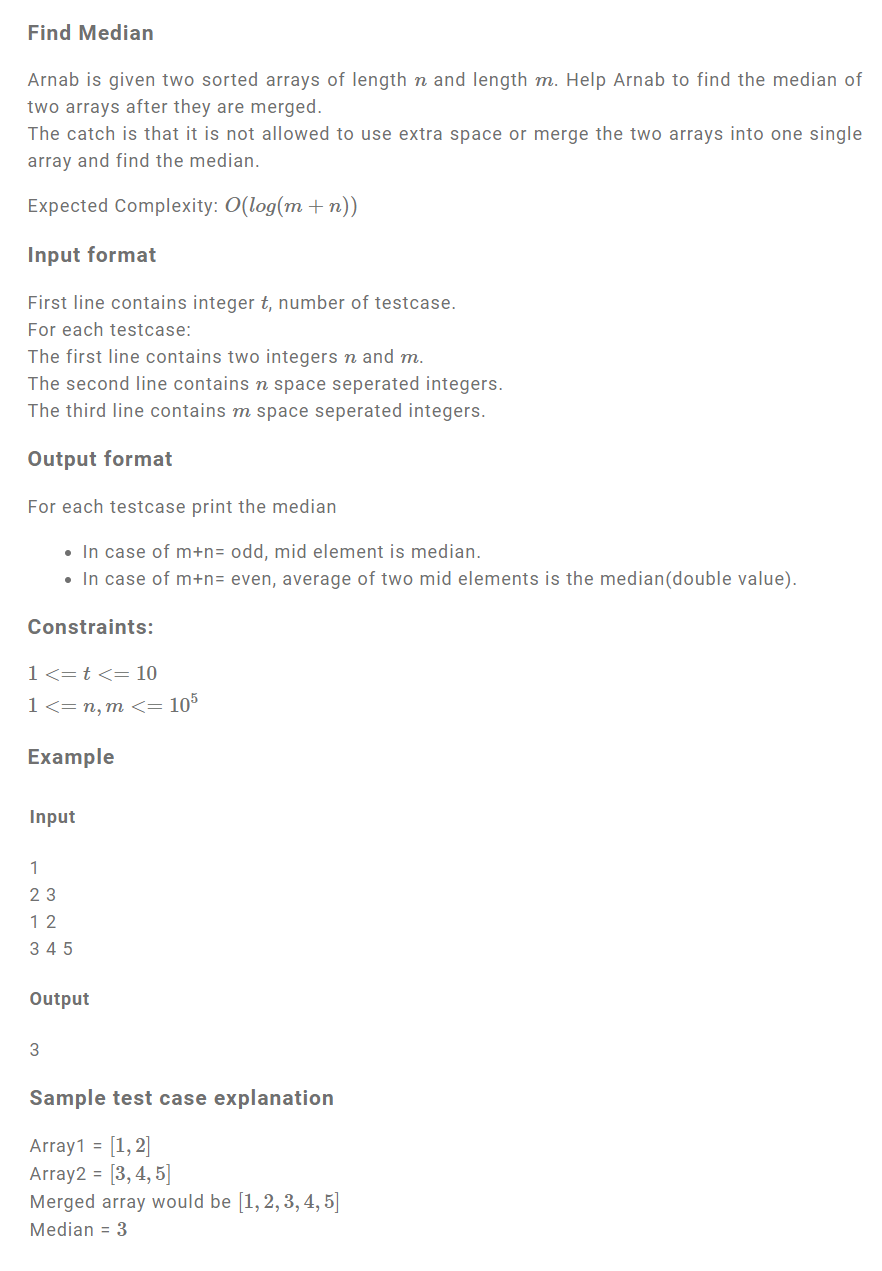 Find Median
Arnab is given two sorted arrays of length n and length m. Help Arnab to find the median of
two arrays after they are merged.
The catch is that it is not allowed to use extra space or merge the two arrays into one single
array and find the median.
Expected Complexity: O(log(m + n))
Input format
First line contains integer t, number of testcase.
For each testcase:
The first line contains two integers n and m.
The second line contains n space seperated integers.
The third line contains m space seperated integers.
Output format
For each testcase print the median
• In case of m+n= odd, mid element is median.
• In case of m+n= even, average of two mid elements is the median(double value).
Constraints:
1 <= t <= 10
1 <= n, m <= 10⁵
Example
Input
1
2 3
1 2
3 4 5
Output
3
Sample test case explanation
Array1 = [1, 2]
Array2 = [3, 4, 5]
Merged array would be [1, 2, 3, 4, 5]
Median = 3